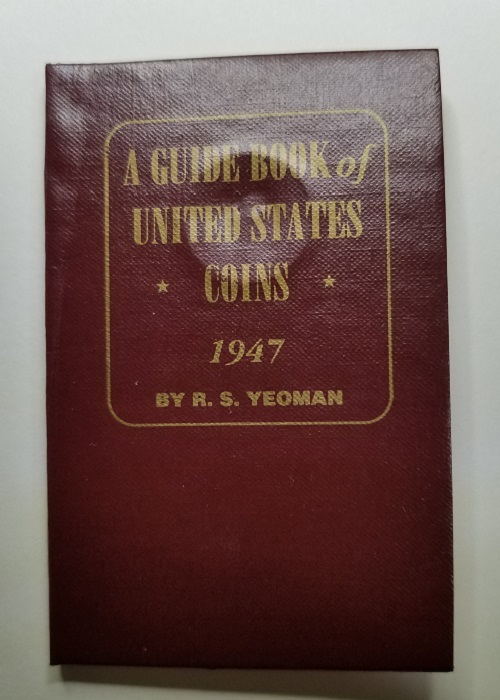 A GUIDE BOOK of
UNITED STATES
COINS
1947
BY R. S. YEOMAN